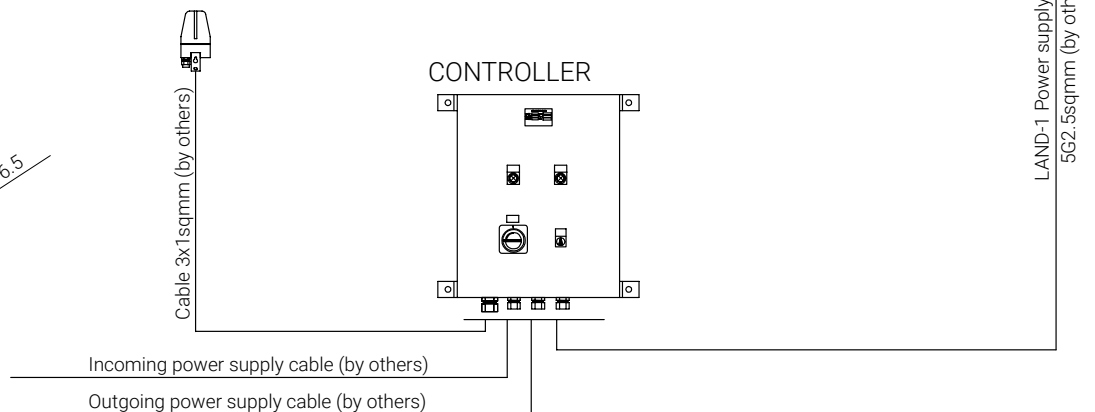 CONTROLLER
6.5
Cable 3x1sqmm (by others)
LAND-1 Power supply
5G2.5sqmm (by oth
Incoming power supply cable (by others)
Outgoing power supply cable (by others)